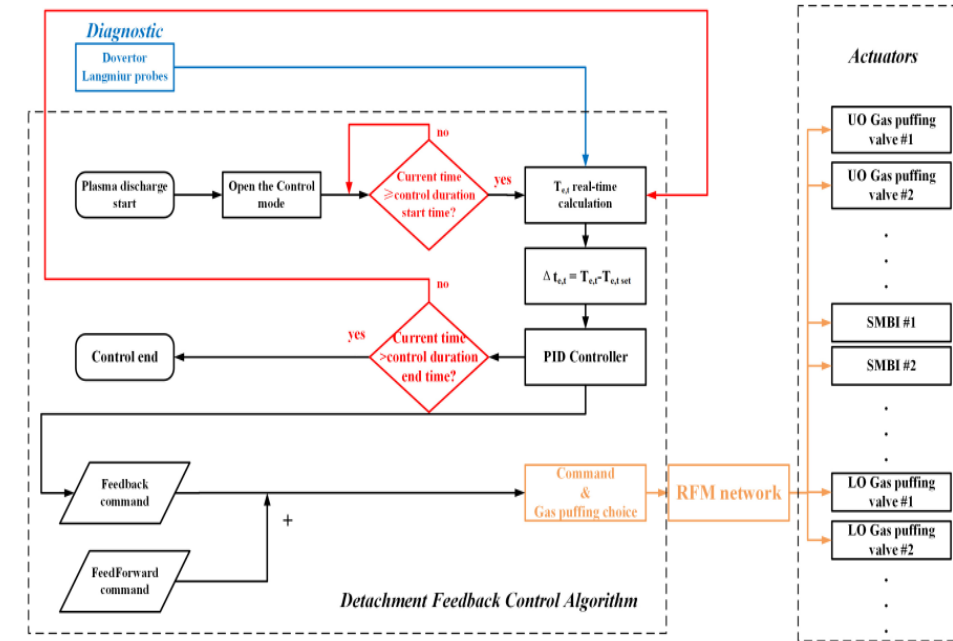 Diagnostic
Dovertor
Langmiur probes
Actuators
UO Gas puffing
valve #1
UO Gas puffing
valve #2
SMBI #1
SMBI #2
LO Gas puffing
valve #1
LO Gas puffing
valve #2
no
Plasma discharge
start
Open the Control
mode
Current time
≥control duration
start time?
yes
Te,t real-time
calculation
Δ te,t = Te,t-Te,t set
no
yes
Control end
Current time
>control duration
end time?
PID Controller
Feedback
command
+
FeedForward
command
Command
&
Gas puffing choice
RFM network
Detachment Feedback Control Algorithm